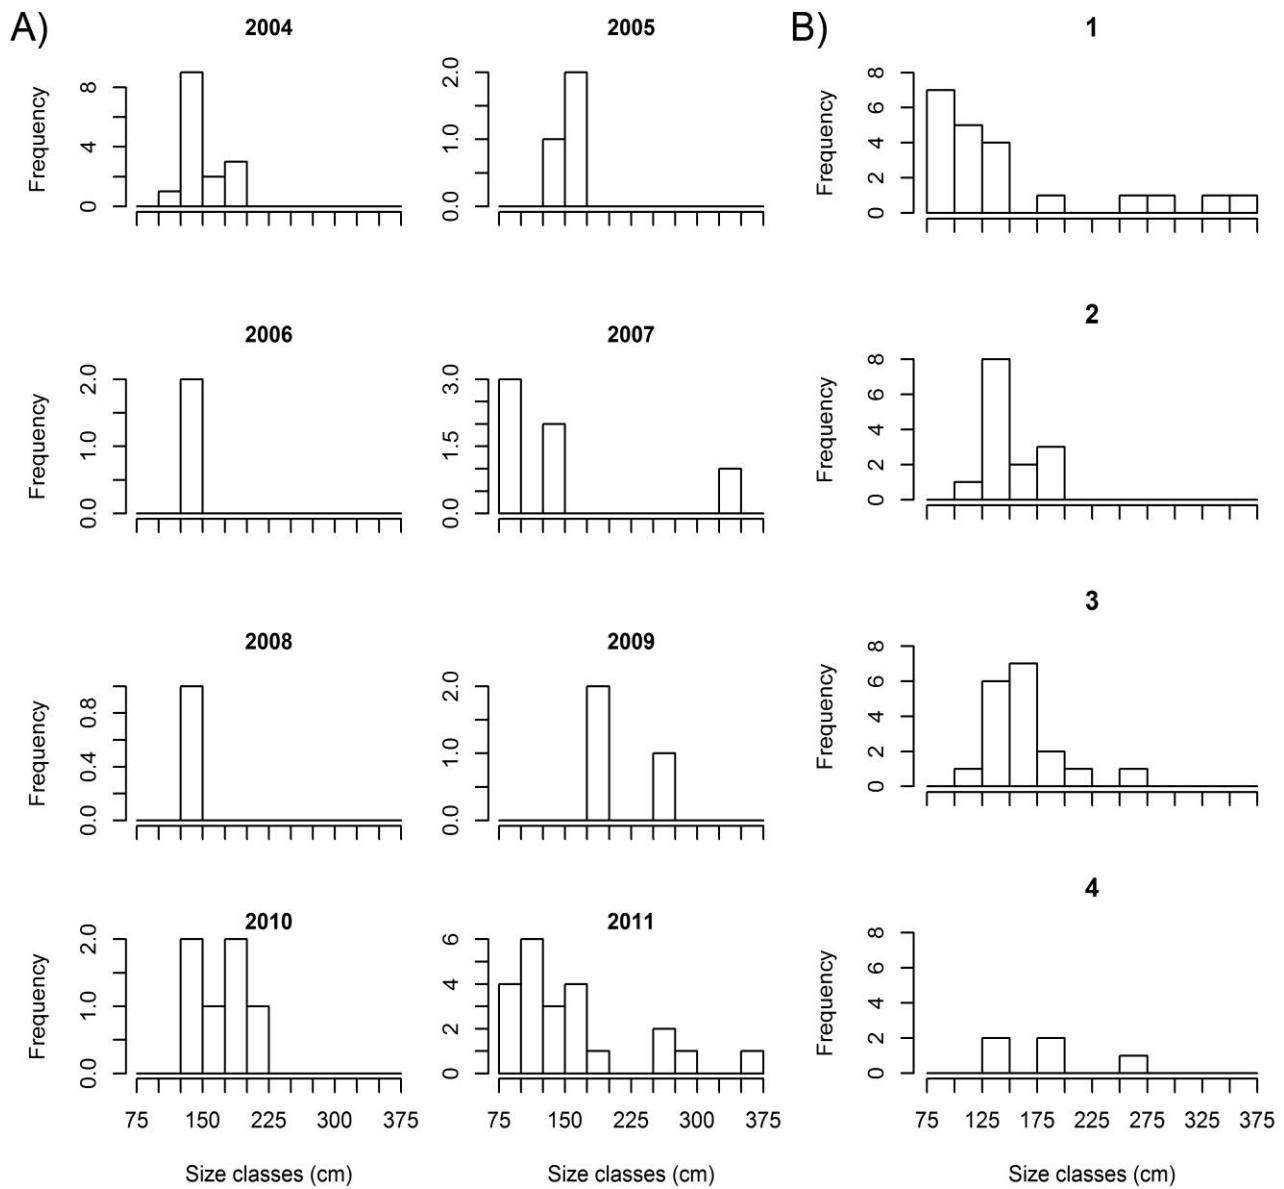 A)
2004
2005
B)
1
Frequency
0 4 8
0.0 1.0 2.0
Frequency
0 2 4 6 8
2006
2007
2
Frequency
0.0 1.0 2.0
0.0 1.5 3.0
Frequency
0 2 4 6 8
2008
2009
3
Frequency
0.0 0.4 0.8
0.0 1.0 2.0
Frequency
0 2 4 6 8
2010
2011
4
Frequency
0.0 1.0 2.0
0 2 4 6
Frequency
0 2 4 6 8
75 150 225 300 375
75 150 225 300 375
75 125 175 225 275 325 375
Size classes (cm)
Size classes (cm)
Size classes (cm)